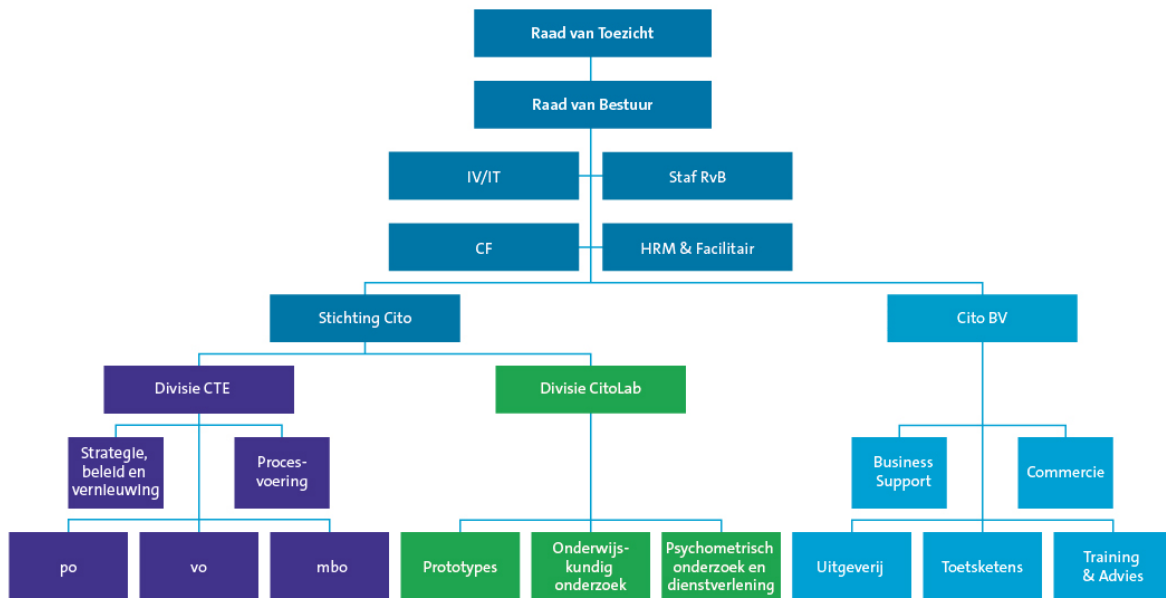 Raad van Toezicht
Raad van Bestuur
IV/IT
Staf RvB
CF
HRM & Facilitair
Stichting Cito
Cito BV
Divisie CTE
Divisie CitoLab
Strategie,
beleid en
vernieuwing
Proces-
voering
Business
Support
Commercie
po
vo
mbo
Prototypes
Onderwijs-
kundig
onderzoek
Psychometrisch
onderzoek en
dienstverlening
Uitgeverij
Toetsketens
Training
& Advies